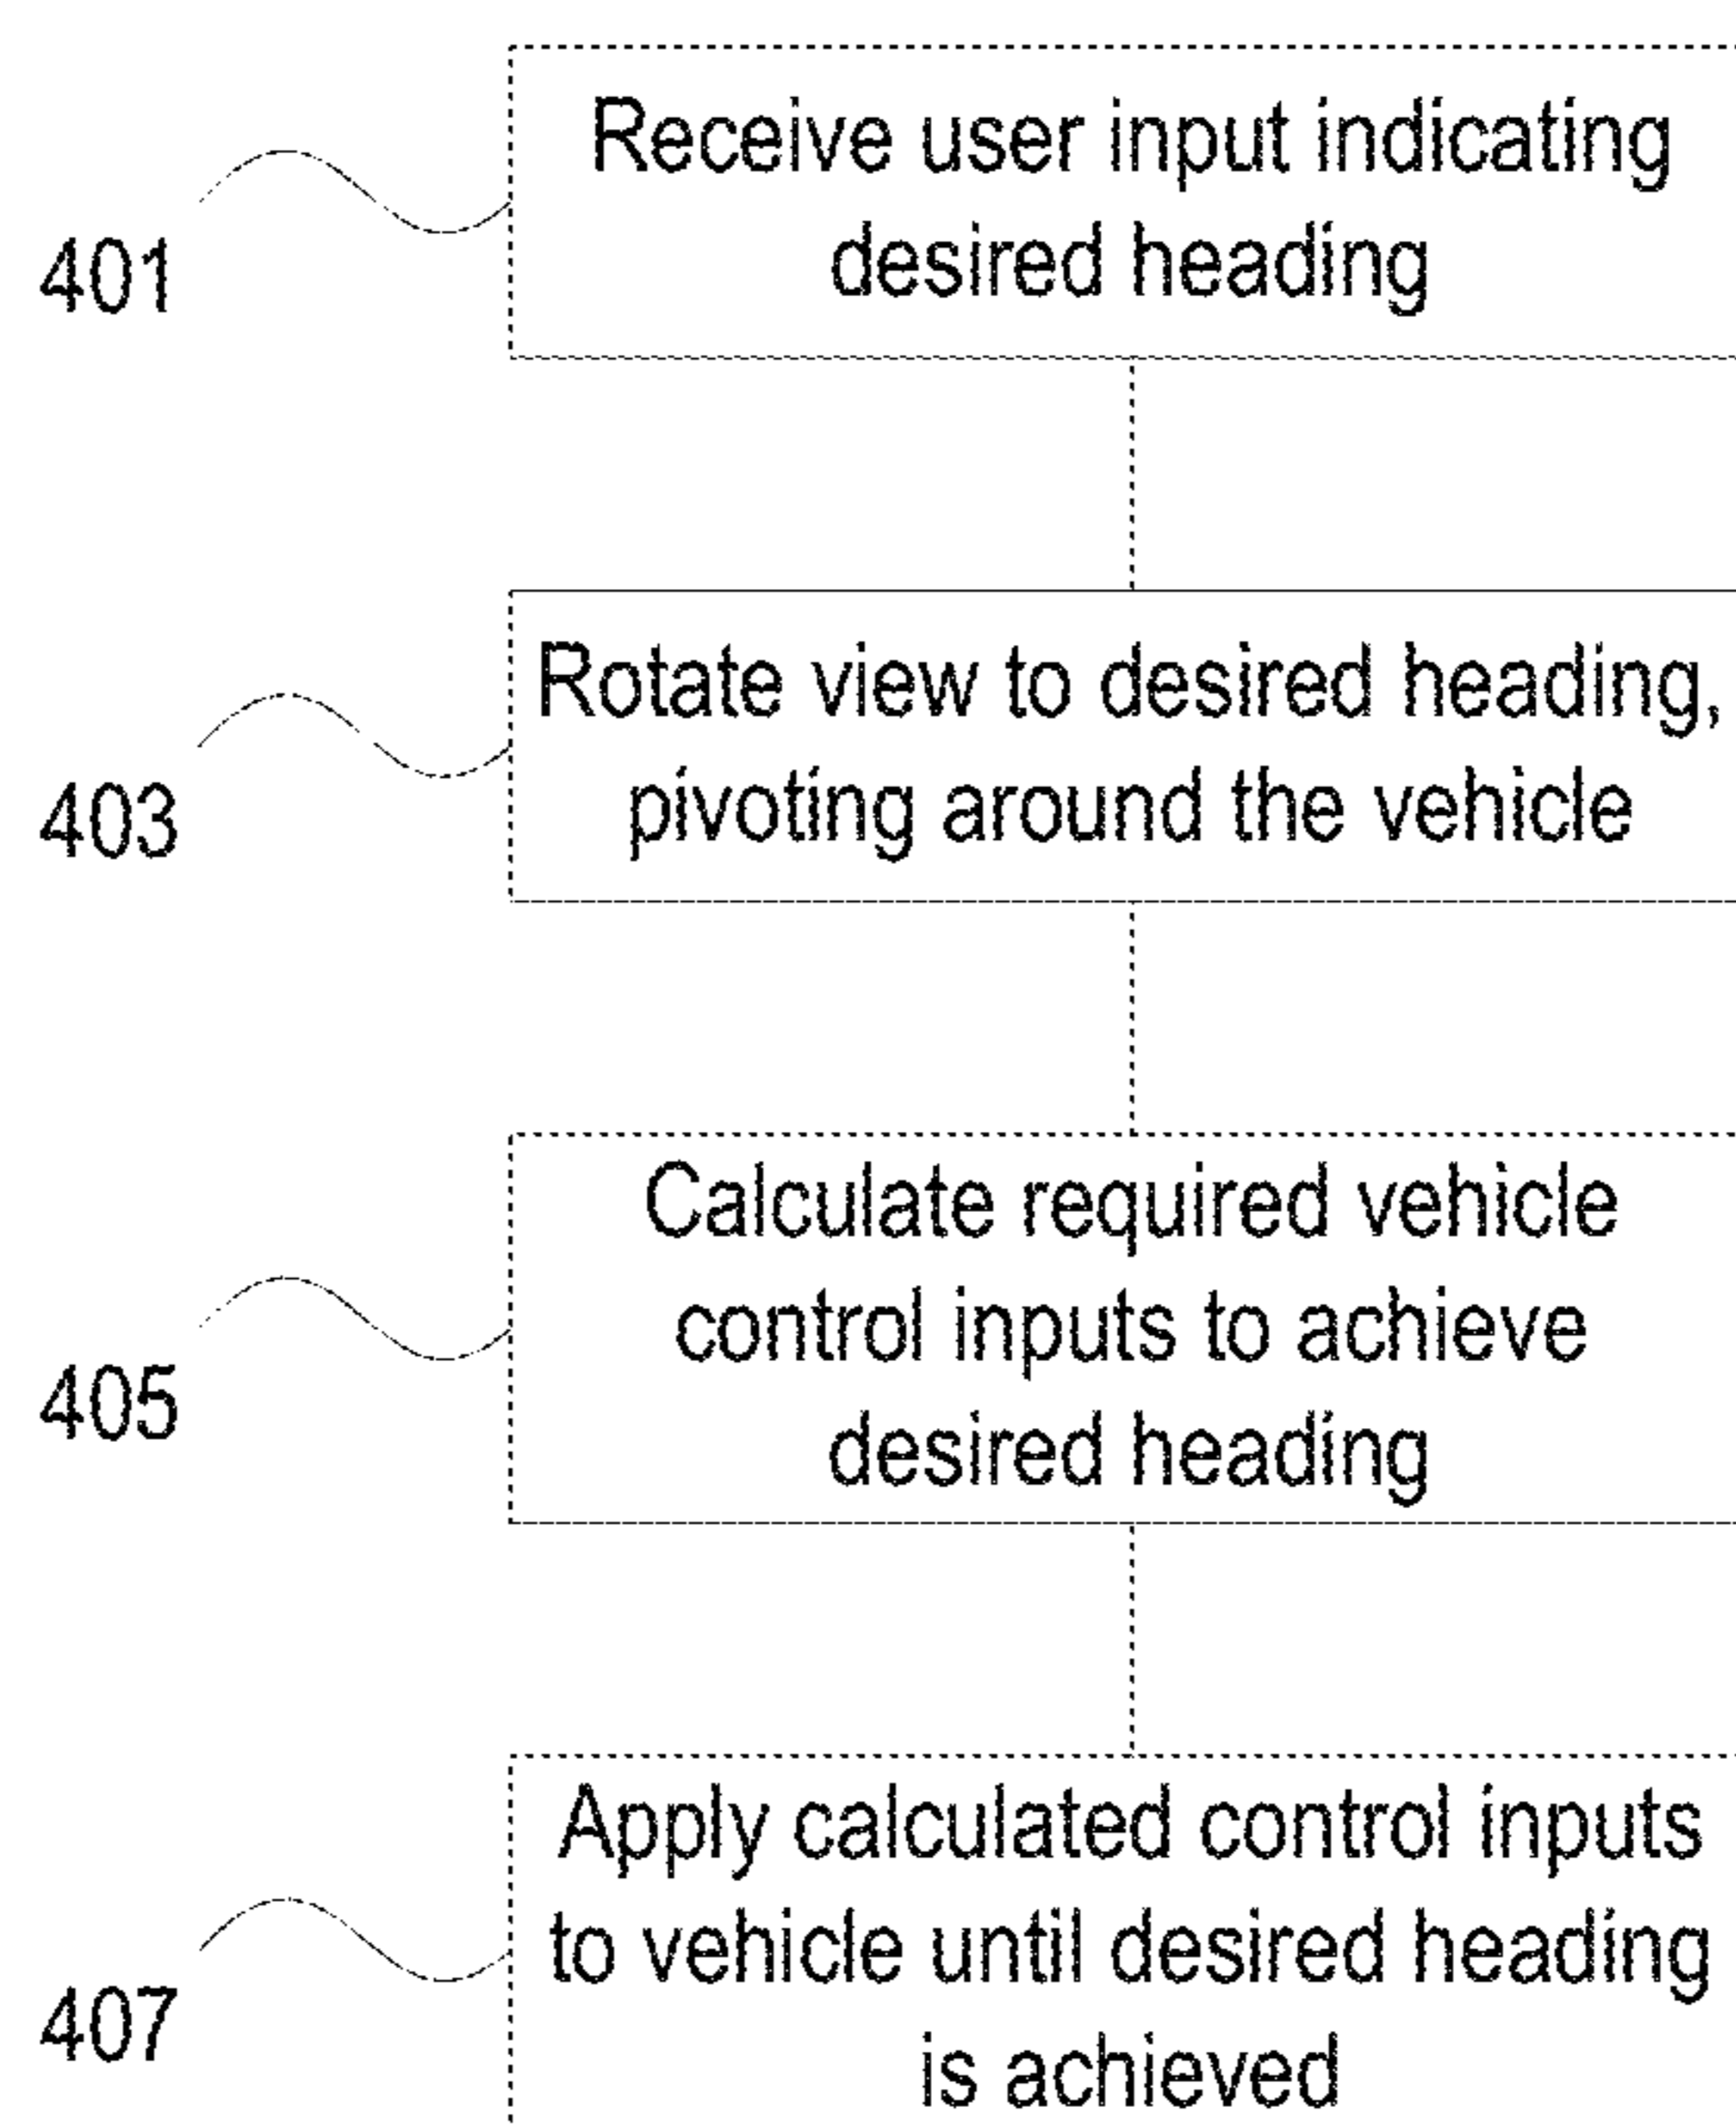 Receive user input indicating
desired heading
401
Rotate view to desired heading,
pivoting around the vehicle
403
Calculate required vehicle
control inputs to achieve
desired heading
405
Apply calculated control inputs
to vehicle until desired heading
is achieved
407